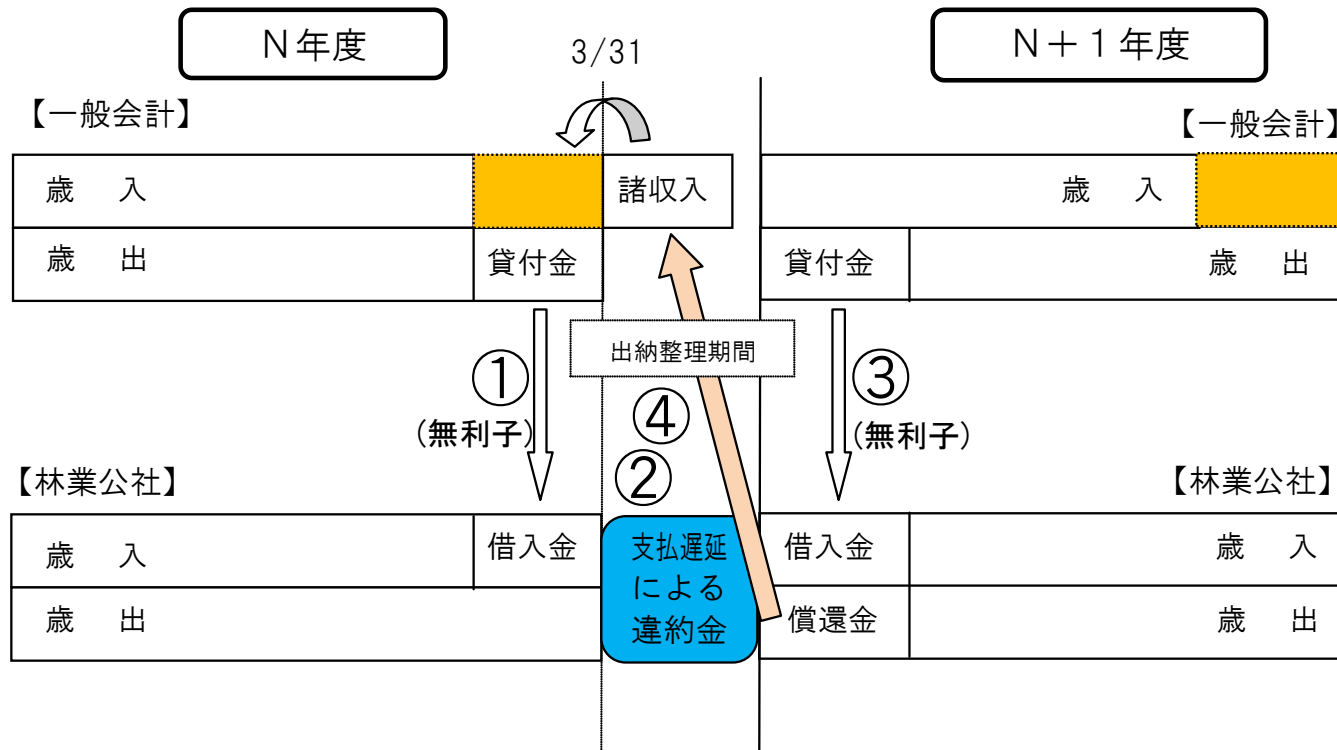 N年度
3/31
N+1年度
【一般会計】
【一般会計】
歳 入
諸収入
歳 入
歳 出
貸付金
貸付金
歳 出
出納整理期間
①
(無利子)
③
(無利子)
④
②
【林業公社】
【林業公社】
歳 入
借入金
支払遅延
による
違約金
借入金
歳 入
歳 出
償還金
歳 出